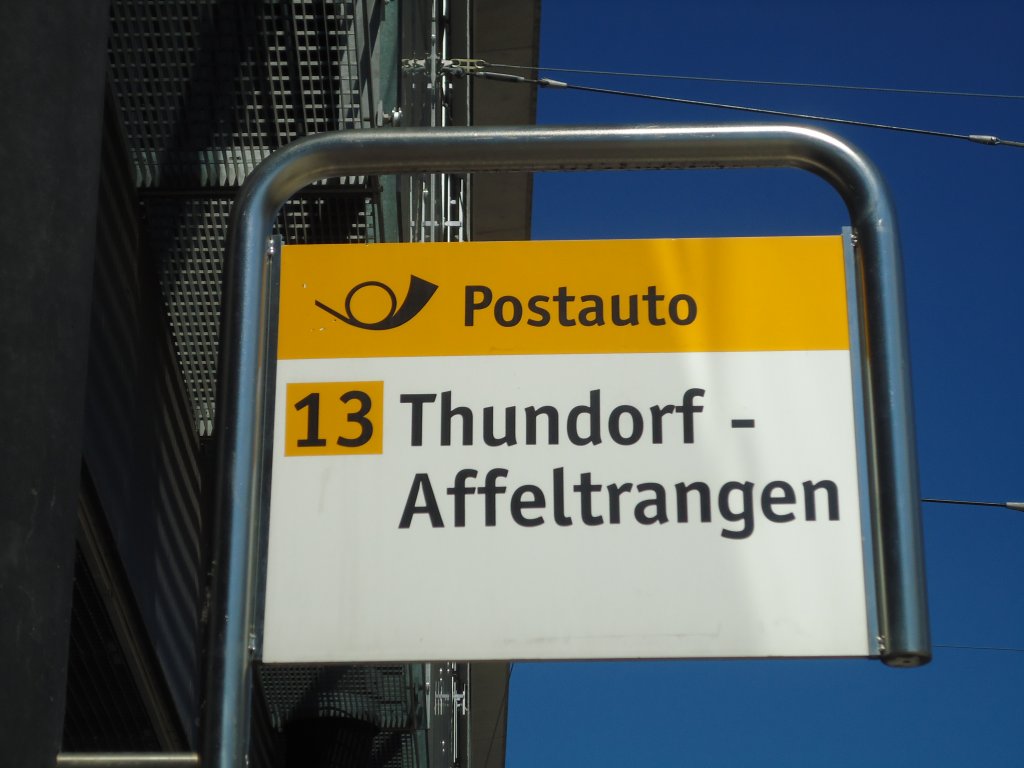 Postauto
13 Thundorf -
Affeltrangen